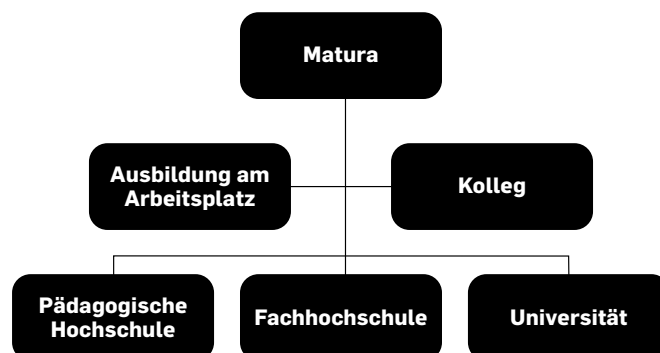 Matura
Ausbildung am
Arbeitsplatz
Kolleg
Pädagogische
Hochschule
Fachhochschule
Universität